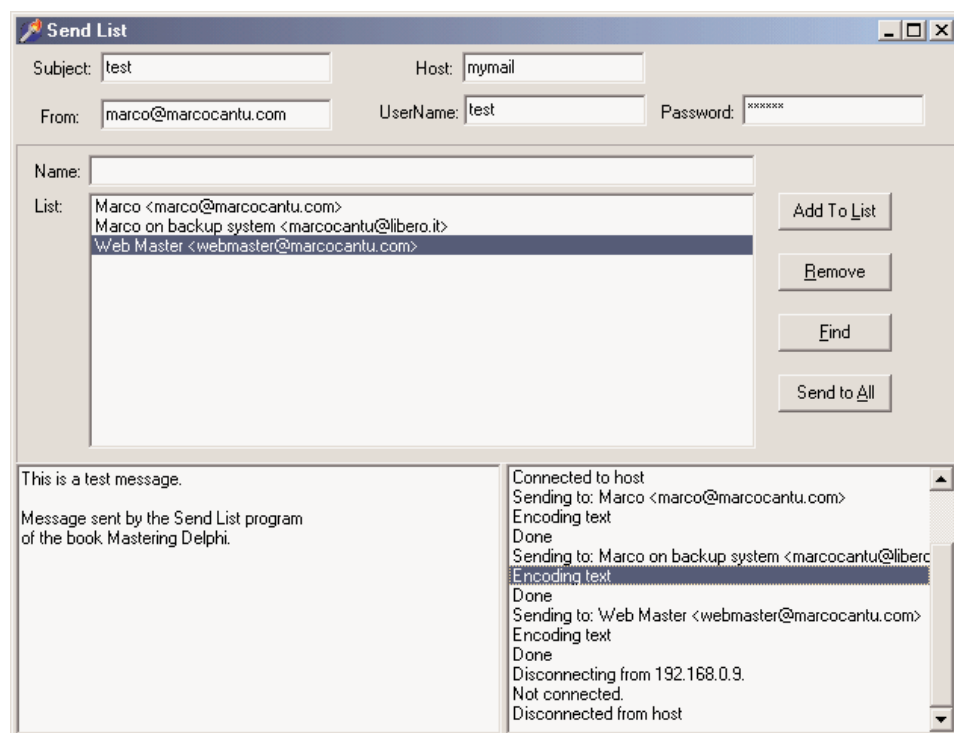 Send List
Subject: test
Host: mymail
From: marco@marcocantu.com
UserName: test
Password: ******
Name:
List:
Marco <marco@marcocantu.com>
Marco on backup system <marcocantu@libero.it>
Web Master <webmaster@marcocantu.com>
Add To List
Remove
Find
Send to All
This is a test message.
Message sent by the Send List program
of the book Mastering Delphi.
Connected to host
Sending to: Marco <marco@marcocantu.com>
Encoding text
Done
Sending to: Marco on backup system <marcocantu@liberc
Encoding text
Done
Sending to: Web Master <webmaster@marcocantu.com>
Encoding text
Done
Disconnecting from 192.168.0.9.
Not connected.
Disconnected from host